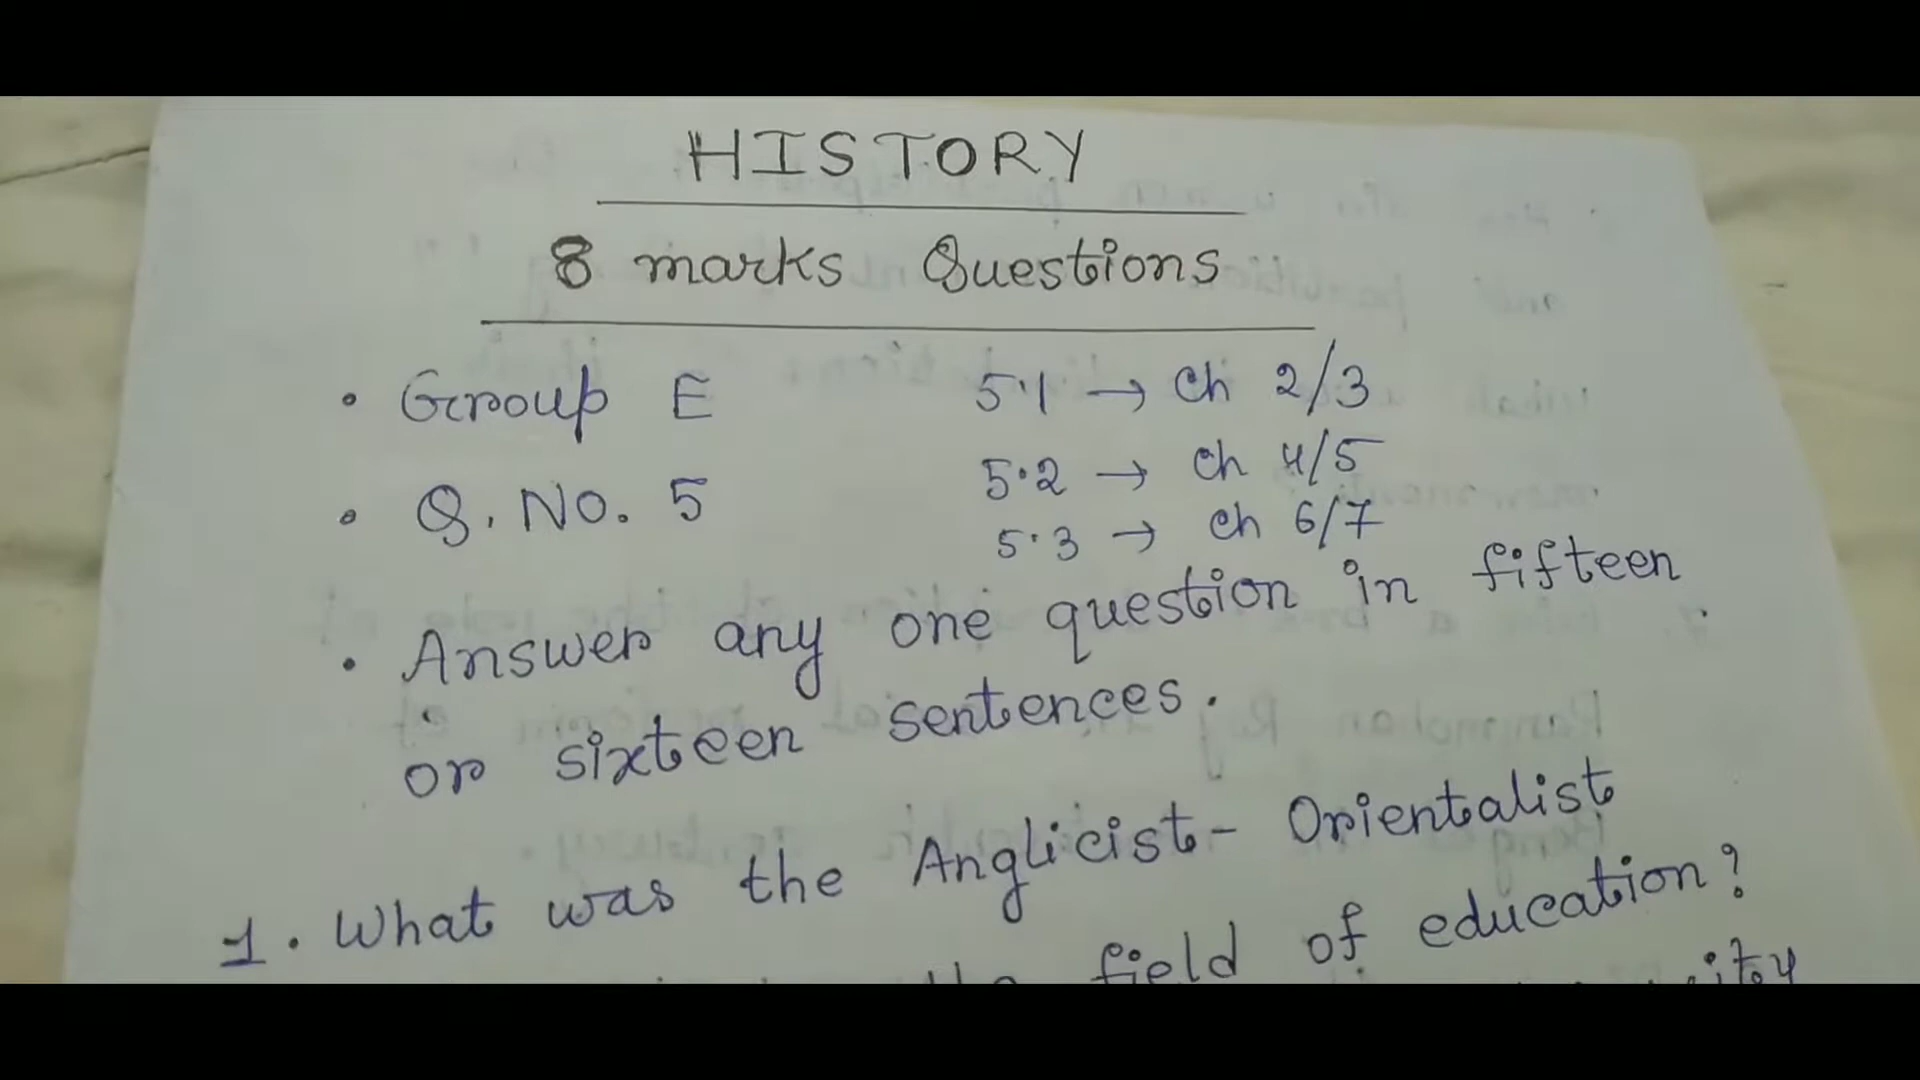 HISTORY
8 marks Questions
• Group E 5.1 → Ch 2/3
• Q. No. 5 5.2 → Ch 4/5
5.3 → Ch 6/7
• Answer any one question in fifteen
or sixteen sentences.
1. What was the Anglicist - Orientalist
field of education?